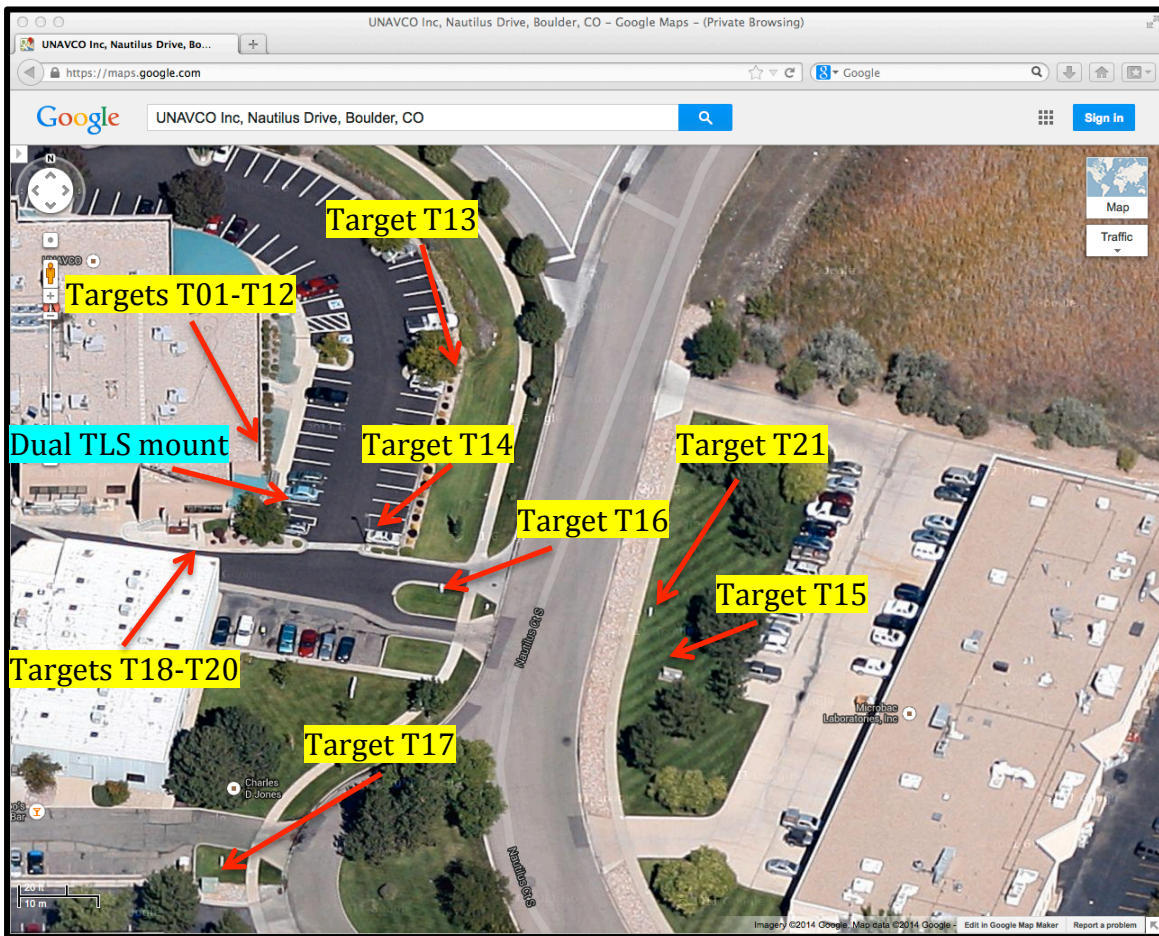 UNAVCO Inc, Nautilus Drive, Boulder, CO – Google Maps – (Private Browsing)
UNAVCO Inc, Nautilus Drive, Bo...
https://maps.google.com
Google
Google
UNAVCO Inc, Nautilus Drive, Boulder, CO
Sign in
N
Map
Traffic
Target T13
UNAVCO
Targets T01-T12
Dual TLS mount
Target T14
Target T21
Target T16
Target T15
Nautilus Ct S
Targets T18-T20
Microbac
Laboratories, Inc
Target T17
Charles
D Jones
Bar
Nautilus Ct S
20 ft
10 m
Imagery ©2014 Google, Map data ©2014 Google -
Edit in Google Map Maker
Report a problem